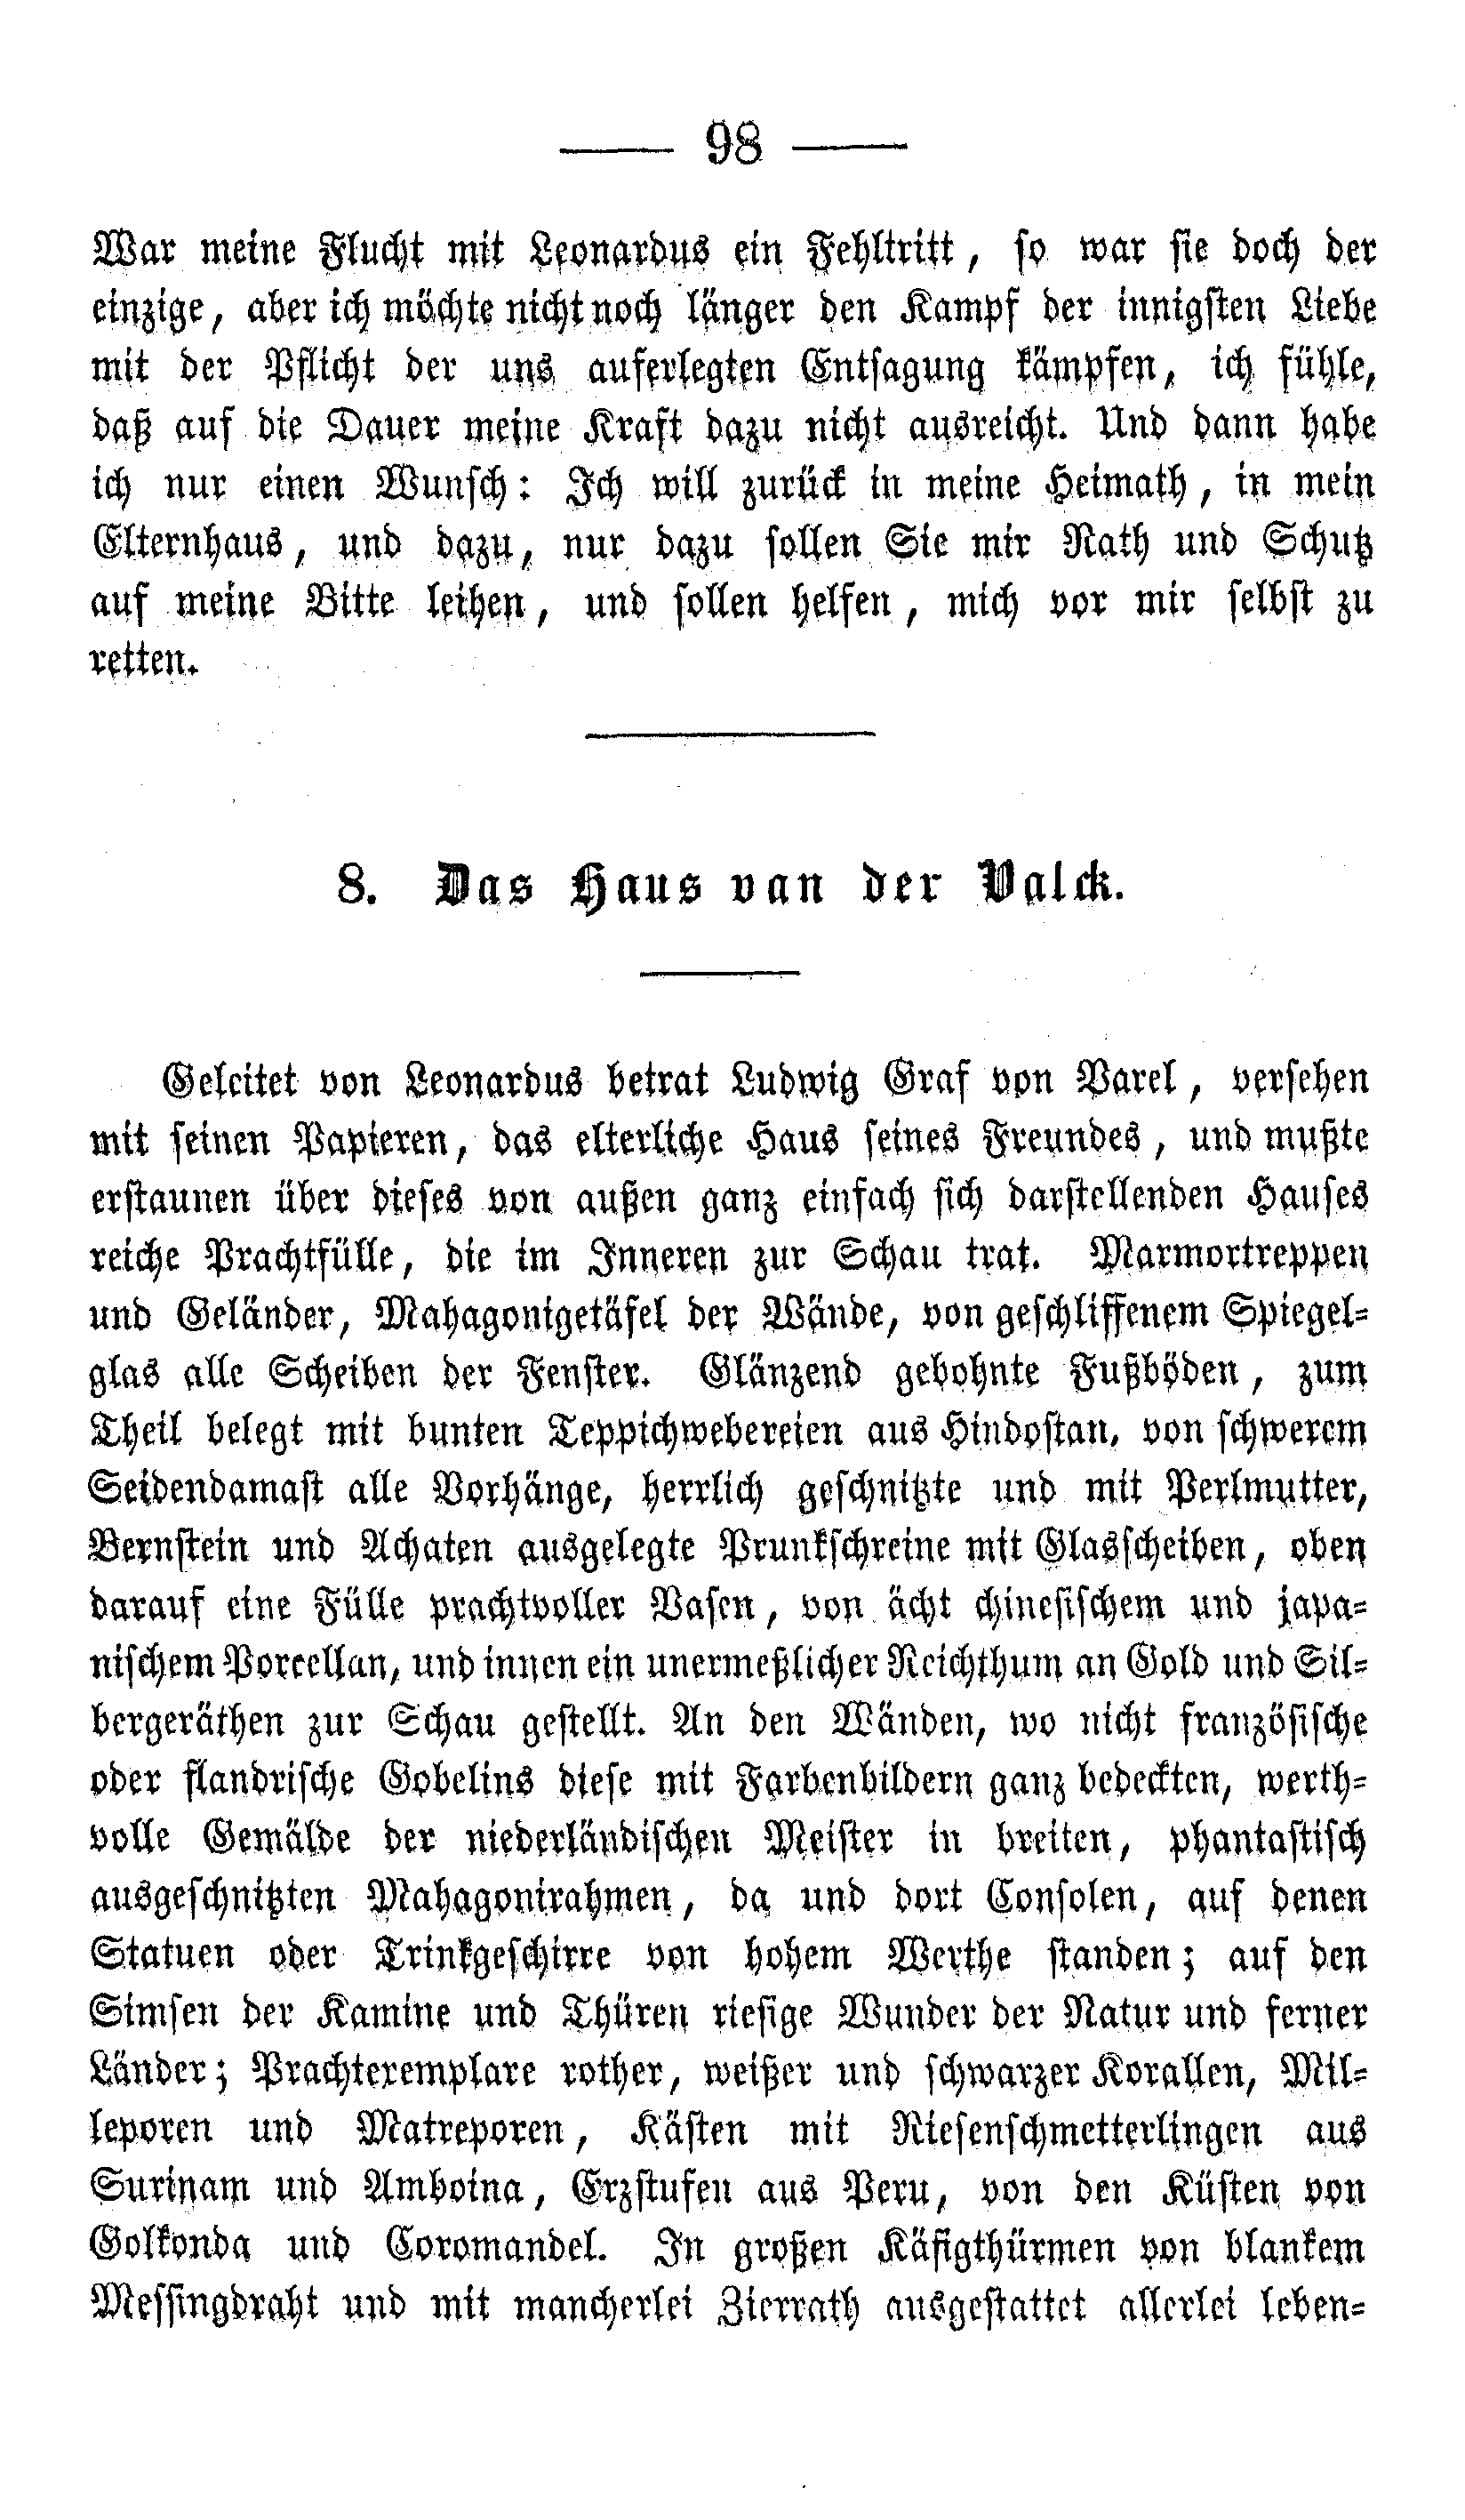 — 98 —
War meine Flucht mit Leonardus ein Fehltritt, so war sie doch der
einzige, aber ich möchte nicht noch länger den Kampf der innigsten Liebe
mit der Pflicht der uns auferlegten Entsagung kämpfen, ich fühle,
daß auf die Dauer meine Kraft dazu nicht ausreicht. Und dann habe
ich nur einen Wunsch: Ich will zurück in meine Heimath, in mein
Elternhaus, und dazu, nur dazu sollen Sie mir Rath und Schutz
auf meine Bitte leihen, und sollen helfen, mich vor mir selbst zu
retten.
8. Das Haus van der Valck.
Geleitet von Leonardus betrat Ludwig Graf von Varel, versehen
mit seinen Papieren, das elterliche Haus seines Freundes, und mußte
erstaunen über dieses von außen ganz einfach sich darstellenden Hauses
reiche Prachtfülle, die im Inneren zur Schau trat. Marmortreppen
und Geländer, Mahagonigetäfel der Wände, von geschliffenem Spiegel-
glas alle Scheiben der Fenster. Glänzend gebohnte Fußböden, zum
Theil belegt mit bunten Teppichwebereien aus Hindostan, von schwerem
Seidendamast alle Vorhänge, herrlich geschnitzte und mit Perlmutter,
Bernstein und Achaten ausgelegte Prunkschreine mit Glasscheiben, oben
darauf eine Fülle prachtvoller Vasen, von ächt chinesischem und japa-
nischem Porcellan, und innen ein unermeßlicher Reichthum an Gold und Sil-
bergeräthen zur Schau gestellt. An den Wänden, wo nicht französische
oder flandrische Gobelins diese mit Farbenbildern ganz bedeckten, werth-
volle Gemälde der niederländischen Meister in breiten, phantastisch
ausgeschnitzten Mahagonirahmen, da und dort Consolen, auf denen
Statuen oder Trinkgeschirre von hohem Werthe standen; auf den
Simsen der Kamine und Thüren riesige Wunder der Natur und ferner
Länder; Prachtexemplare rother, weißer und schwarzer Korallen, Mil-
leporen und Matreporen, Kästen mit Riesenschmetterlingen aus
Surinam und Amboina, Erzstufen aus Peru, von den Küsten von
Golkonda und Coromandel. In großen Käfigthürmen von blankem
Messingdraht und mit mancherlei Zierrath ausgestattet allerlei leben-